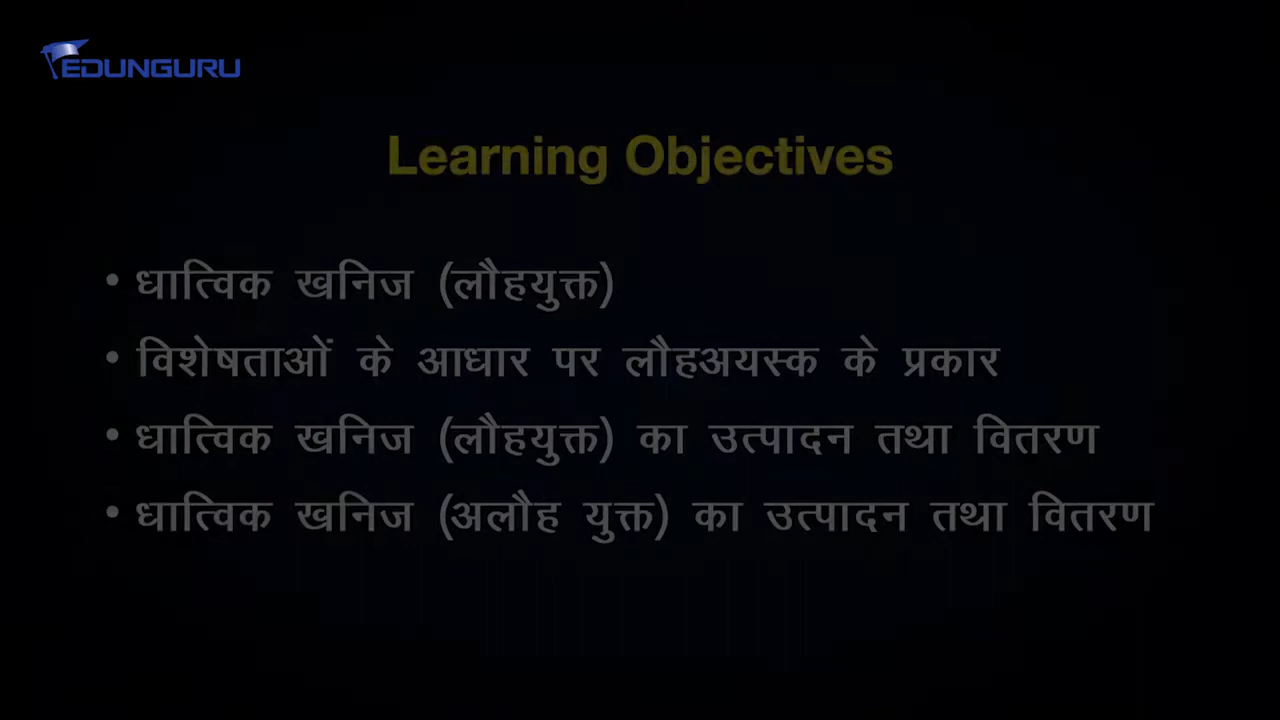 EDUNGURU
Learning Objectives
• धात्विक खनिज (लौहयुक्त)
• विशेषताओं के आधार पर लौहअयस्क के प्रकार
• धात्विक खनिज (लौहयुक्त) का उत्पादन तथा वितरण
• धात्विक खनिज (अलौह युक्त) का उत्पादन तथा वितरण